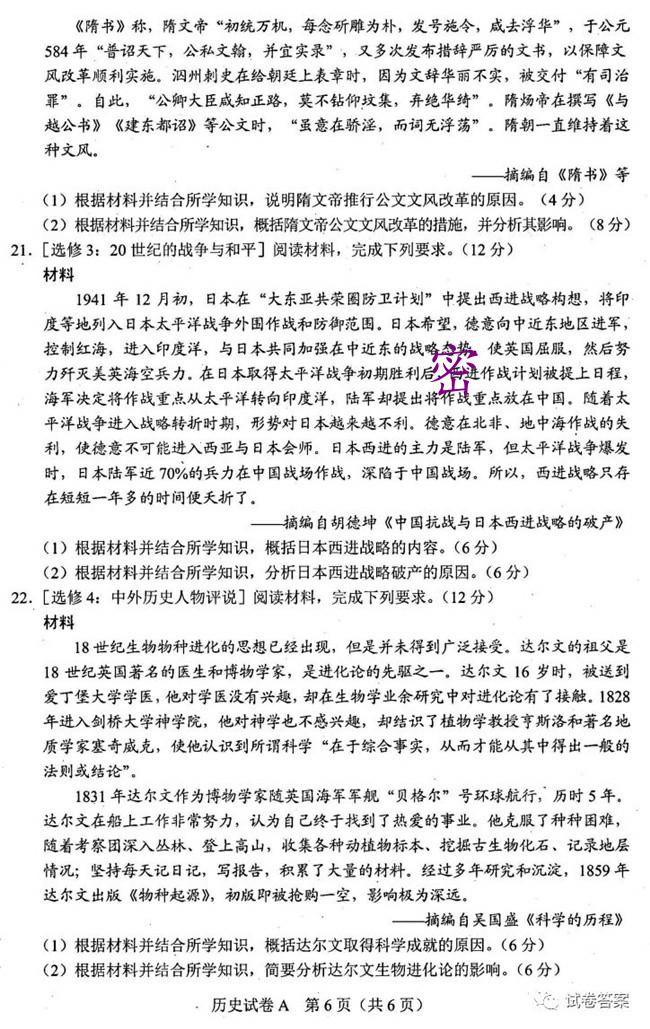 《隋书》称，隋文帝“初统万机，每念斫雕为朴，发号施令，咸去浮华”，于公元
584 年“普诏天下，公私文翰，并宜实录”，又多次发布措辞严厉的文书，以保障文
风改革顺利实施。泗州刺史在给朝廷上表章时，因为文辞华丽不实，被交付“有司治
罪”。自此，“公卿大臣咸知正路，莫不钻仰坟集，弃绝华绮”。隋炀帝在撰写《与
越公书》《建东都诏》等公文时，“虽意在骄淫，而词无浮荡”。隋朝一直维持着这
种文风。
——摘编自《隋书》等
（1）根据材料并结合所学知识，说明隋文帝推行公文文风改革的原因。（4 分）
（2）根据材料并结合所学知识，概括隋文帝公文文风改革的措施，并分析其影响。（8 分）
21．［选修 3：20 世纪的战争与和平］阅读材料，完成下列要求。（12 分）
材料
1941 年 12 月初，日本在“大东亚共荣圈防卫计划”中提出西进战略构想，将印
度等地列入日本太平洋战争外围作战和防御范围。日本希望，德意向中近东地区进军，
控制红海，进入印度洋，与日本共同加强在中近东的战略态势，使英国屈服，然后努
力歼灭美英海空兵力。在日本取得太平洋战争初期胜利后，西进作战计划被提上日程，
海军决定将作战重点从太平洋转向印度洋，陆军却提出将作战重点放在中国。随着太
平洋战争进入战略转折时期，形势对日本越来越不利。德意在北非、地中海作战的失
利，使德意不可能进入西亚与日本会师。日本西进的主力是陆军，但太平洋战争爆发
时，日本陆军近 70%的兵力在中国战场作战，深陷于中国战场。所以，西进战略只存
在短短一年多的时间便夭折了。
密
——摘编自胡德坤《中国抗战与日本西进战略的破产》
（1）根据材料并结合所学知识，概括日本西进战略的内容。（6 分）
（2）根据材料并结合所学知识，分析日本西进战略破产的原因。（6 分）
22．［选修 4：中外历史人物评说］阅读材料，完成下列要求。（12 分）
材料
18 世纪生物物种进化的思想已经出现，但是并未得到广泛接受。达尔文的祖父是
18 世纪英国著名的医生和博物学家，是进化论的先驱之一。达尔文 16 岁时，被送到
爱丁堡大学学医，他对学医没有兴趣，却在生物学业余研究中对进化论有了接触。1828
年进入剑桥大学神学院，他对神学也不感兴趣，却结识了植物学教授亨斯洛和著名地
质学家塞奇威克，使他认识到所谓科学“在于综合事实，从而才能从其中得出一般的
法则或结论”。
1831 年达尔文作为博物学家随英国海军军舰“贝格尔”号环球航行，历时 5 年。
达尔文在船上工作非常努力，认为自己终于找到了热爱的事业。他克服了种种困难，
随着考察团深入丛林、登上高山，收集各种动植物标本、挖掘古生物化石、记录地层
情况；坚持每天记日记，写报告，积累了大量的材料。经过多年研究和沉淀，1859 年
达尔文出版《物种起源》，初版即被抢购一空，影响极为深远。
——摘编自吴国盛《科学的历程》
（1）根据材料并结合所学知识，概括达尔文取得科学成就的原因。（6 分）
（2）根据材料并结合所学知识，简要分析达尔文生物进化论的影响。（6 分）
历史试卷 A 第 6 页（共 6 页）
试卷答案